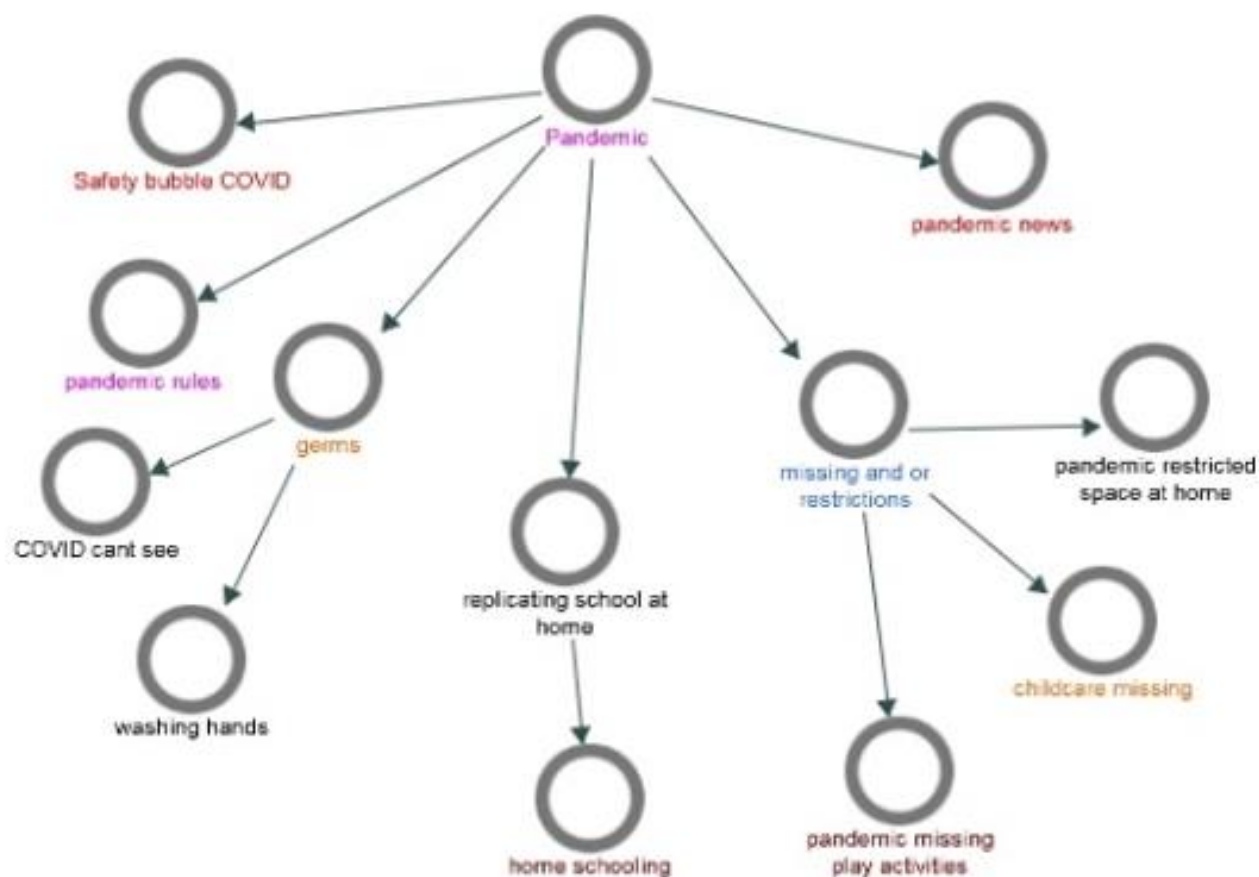 Pandemic
Safety bubble COVID
pandemic news
pandemic rules
germs
missing and or
restrictions
pandemic restricted
space at home
COVID cant see
replicating school at
home
washing hands
childcare missing
home schooling
pandemic missing
play activities